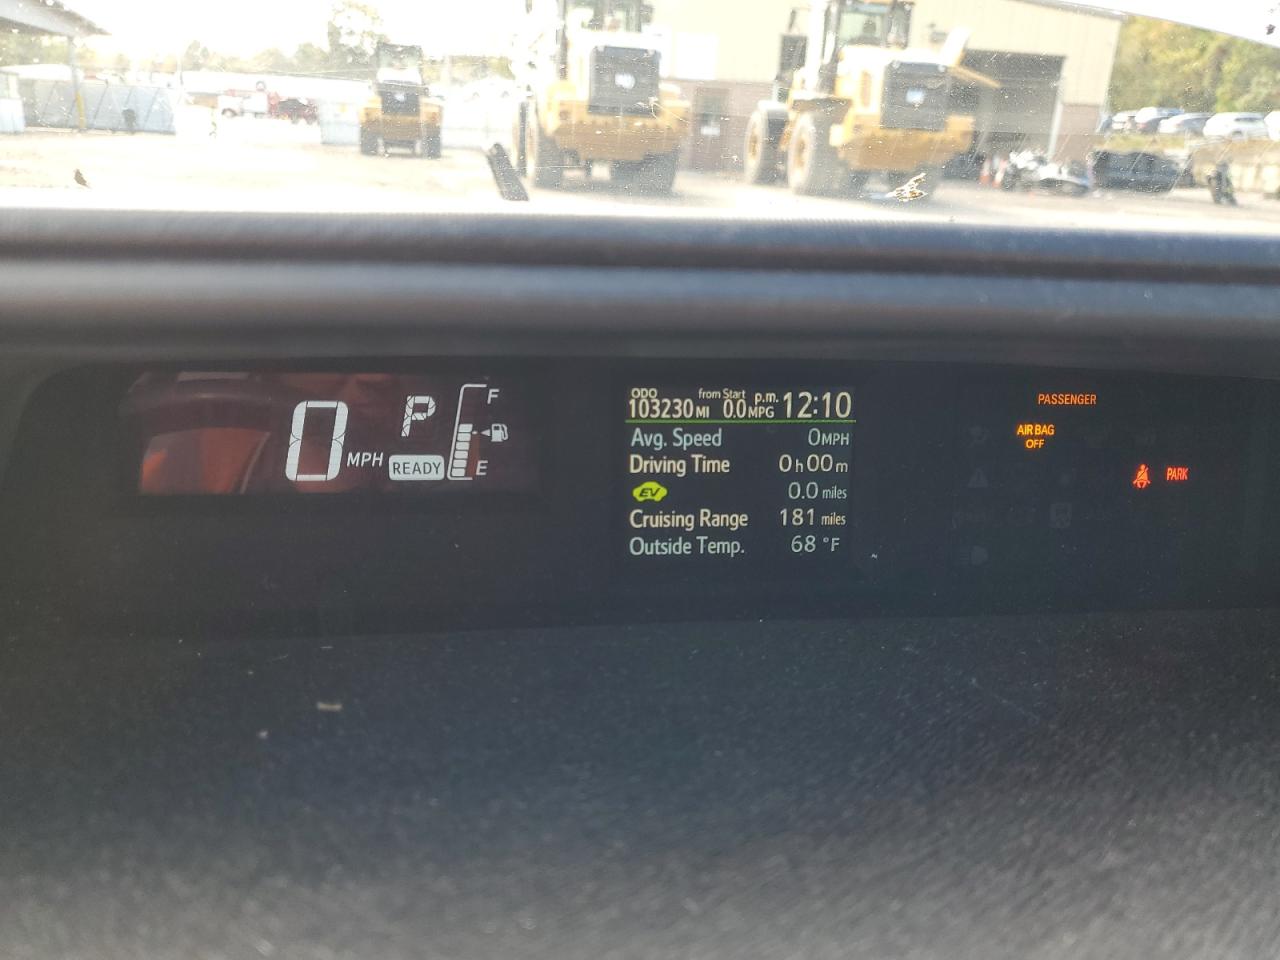 0 MPH
P
READY
F
E
ODO 103230 MI
from Start 0.0 MPG
p.m. 12:10
Avg. Speed 0 MPH
Driving Time 0 h 00 m
EV 0.0 miles
Cruising Range 181 miles
Outside Temp. 68 °F
PASSENGER
AIR BAG
OFF
PARK